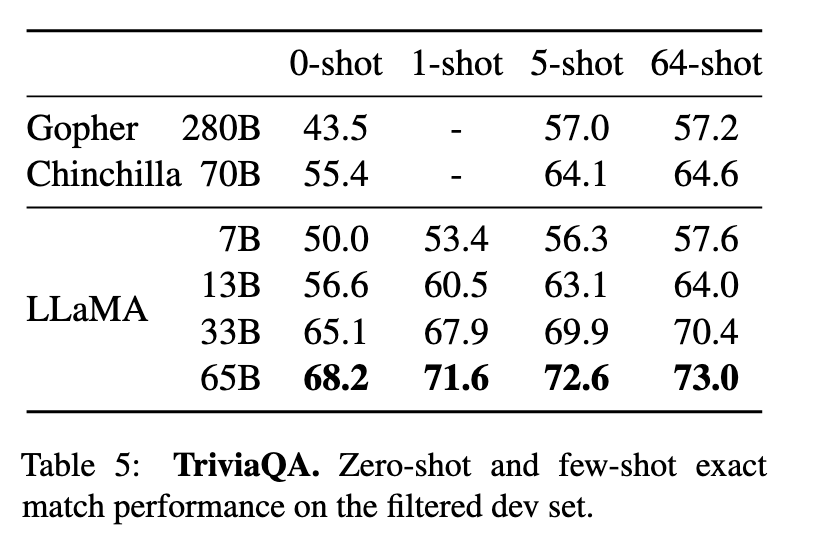 0-shot 1-shot 5-shot 64-shot
Gopher 280B 43.5 - 57.0 57.2
Chinchilla 70B 55.4 - 64.1 64.6
7B 50.0 53.4 56.3 57.6
13B 56.6 60.5 63.1 64.0
LLaMA
33B 65.1 67.9 69.9 70.4
65B 68.2 71.6 72.6 73.0
Table 5: TriviaQA. Zero-shot and few-shot exact
match performance on the filtered dev set.